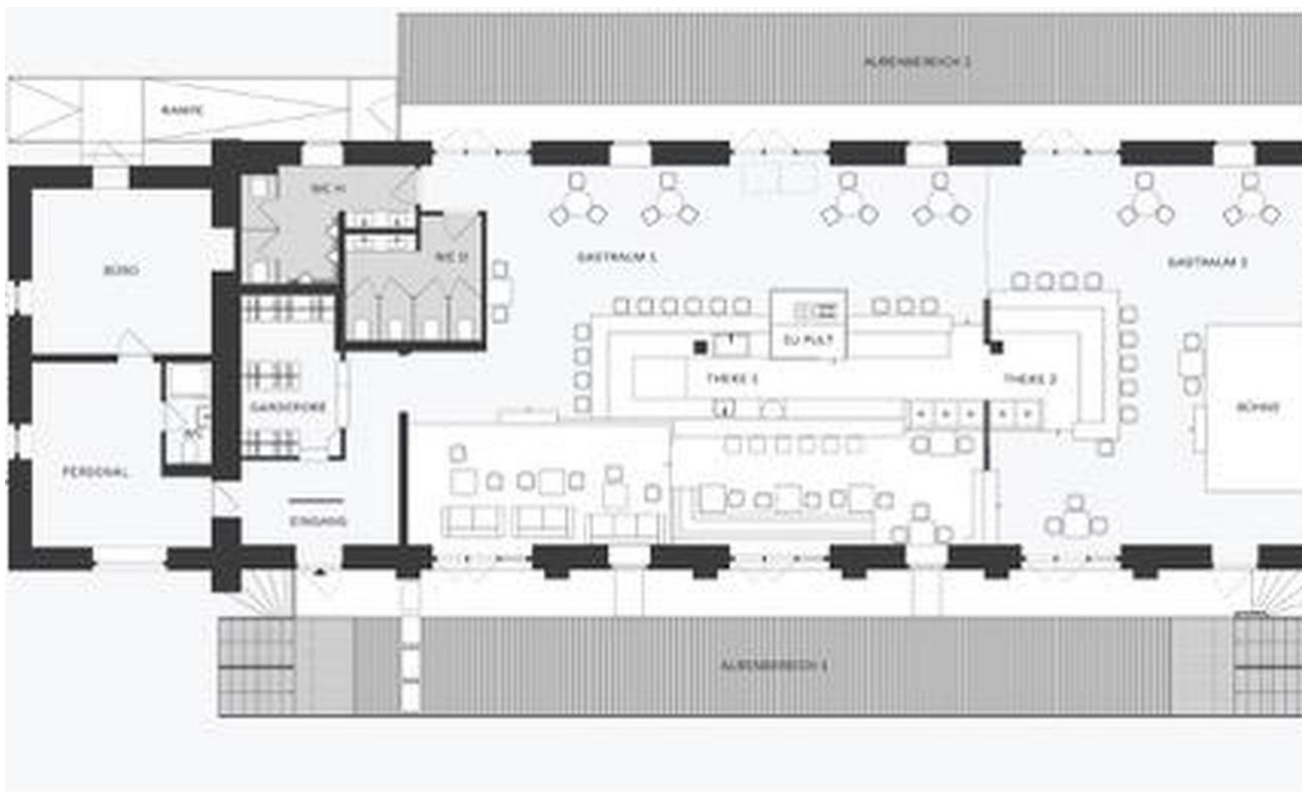 AUẞENBEREICH 2
RAMPE
WC H
WC D
BÜRO
GASTRAUM 1
GASTRAUM 2
DJ PULT
THEKE 1
THEKE 2
GARDEROBE
BÜHNE
WC
PERSONAL
EINGANG
AUẞENBEREICH 1